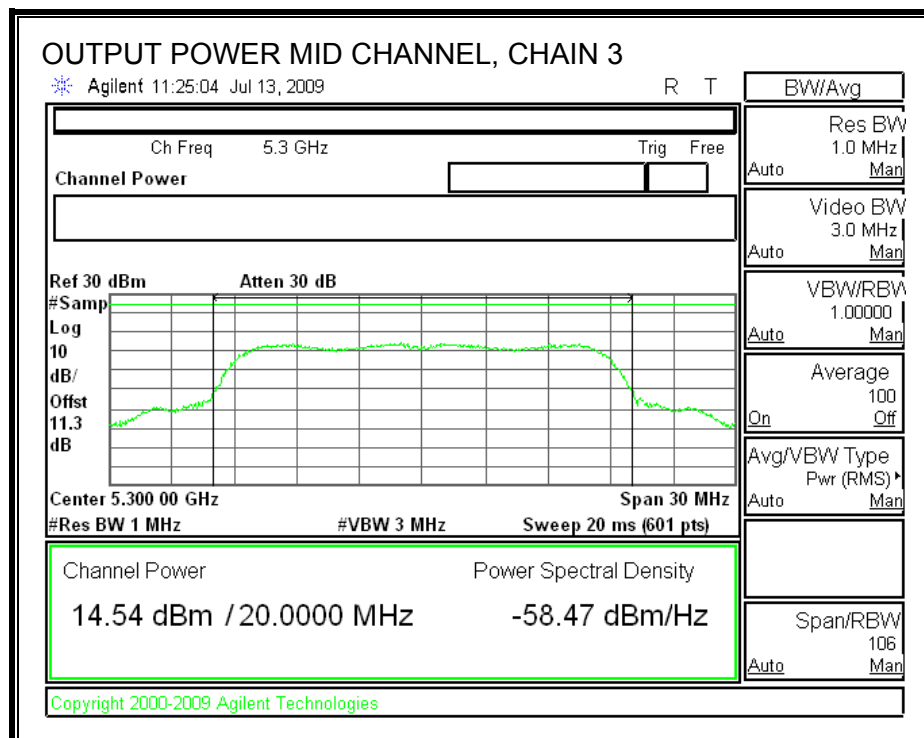 OUTPUT POWER MID CHANNEL, CHAIN 3
Agilent 11:25:04 Jul 13, 2009
R T
Ch Freq 5.3 GHz
Trig Free
Channel Power
Ref 30 dBm
Atten 30 dB
#Samp
Log
10
dB/
Offst
11.3
dB
Center 5.300 00 GHz
Span 30 MHz
#Res BW 1 MHz
#VBW 3 MHz
Sweep 20 ms (601 pts)
Channel Power
Power Spectral Density
14.54 dBm / 20.0000 MHz
-58.47 dBm/Hz
Copyright 2000-2009 Agilent Technologies
BW/Avg
Res BW
1.0 MHz
Auto Man
Video BW
3.0 MHz
Auto Man
VBW/RBW
1.00000
Auto Man
Average
100
On Off
Avg/VBW Type
Pwr (RMS)
Auto Man
Span/RBW
106
Auto Man